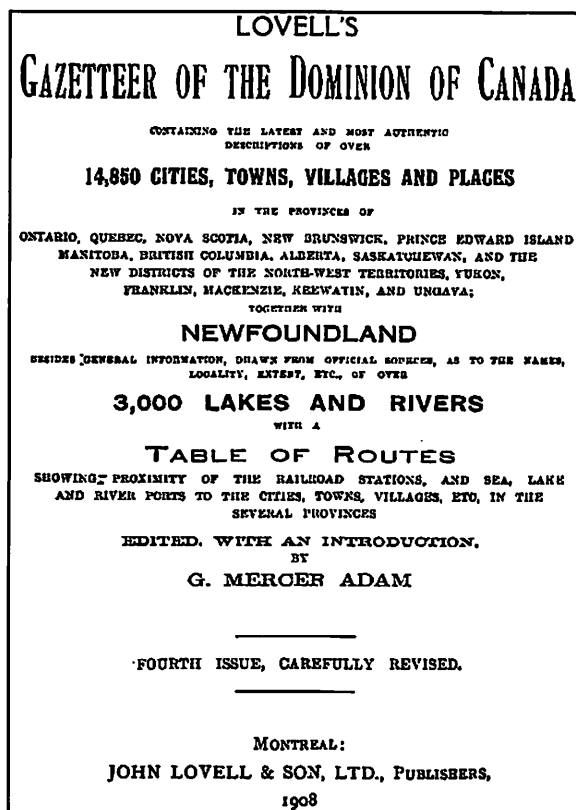 LOVELL'S
GAZETTEER OF THE DOMINION OF CANADA
CONTAINING THE LATEST AND MOST AUTHENTIC
DESCRIPTIONS OF OVER
14,850 CITIES, TOWNS, VILLAGES AND PLACES
IN THE PROVINCES OF
ONTARIO, QUEBEC, NOVA SCOTIA, NEW BRUNSWICK, PRINCE EDWARD ISLAND
MANITOBA, BRITISH COLUMBIA, ALBERTA, SASKATCHEWAN, AND THE
NEW DISTRICTS OF THE NORTH-WEST TERRITORIES, YUKON,
FRANKLIN, MACKENZIE, KEEWATIN, AND UNGAVA;
TOGETHER WITH
NEWFOUNDLAND
BESIDES GENERAL INFORMATION, DRAWN FROM OFFICIAL SOURCES, AS TO THE NAMES,
LOCALITY, EXTENT, ETC., OF OVER
3,000 LAKES AND RIVERS
WITH A
TABLE OF ROUTES
SHOWING PROXIMITY OF THE RAILROAD STATIONS, AND SEA, LAKE
AND RIVER PORTS TO THE CITIES, TOWNS, VILLAGES, ETC, IN THE
SEVERAL PROVINCES
EDITED, WITH AN INTRODUCTION,
BY
G. MERCER ADAM
FOURTH ISSUE, CAREFULLY REVISED.
MONTREAL:
JOHN LOVELL & SON, LTD., PUBLISHERS,
1908